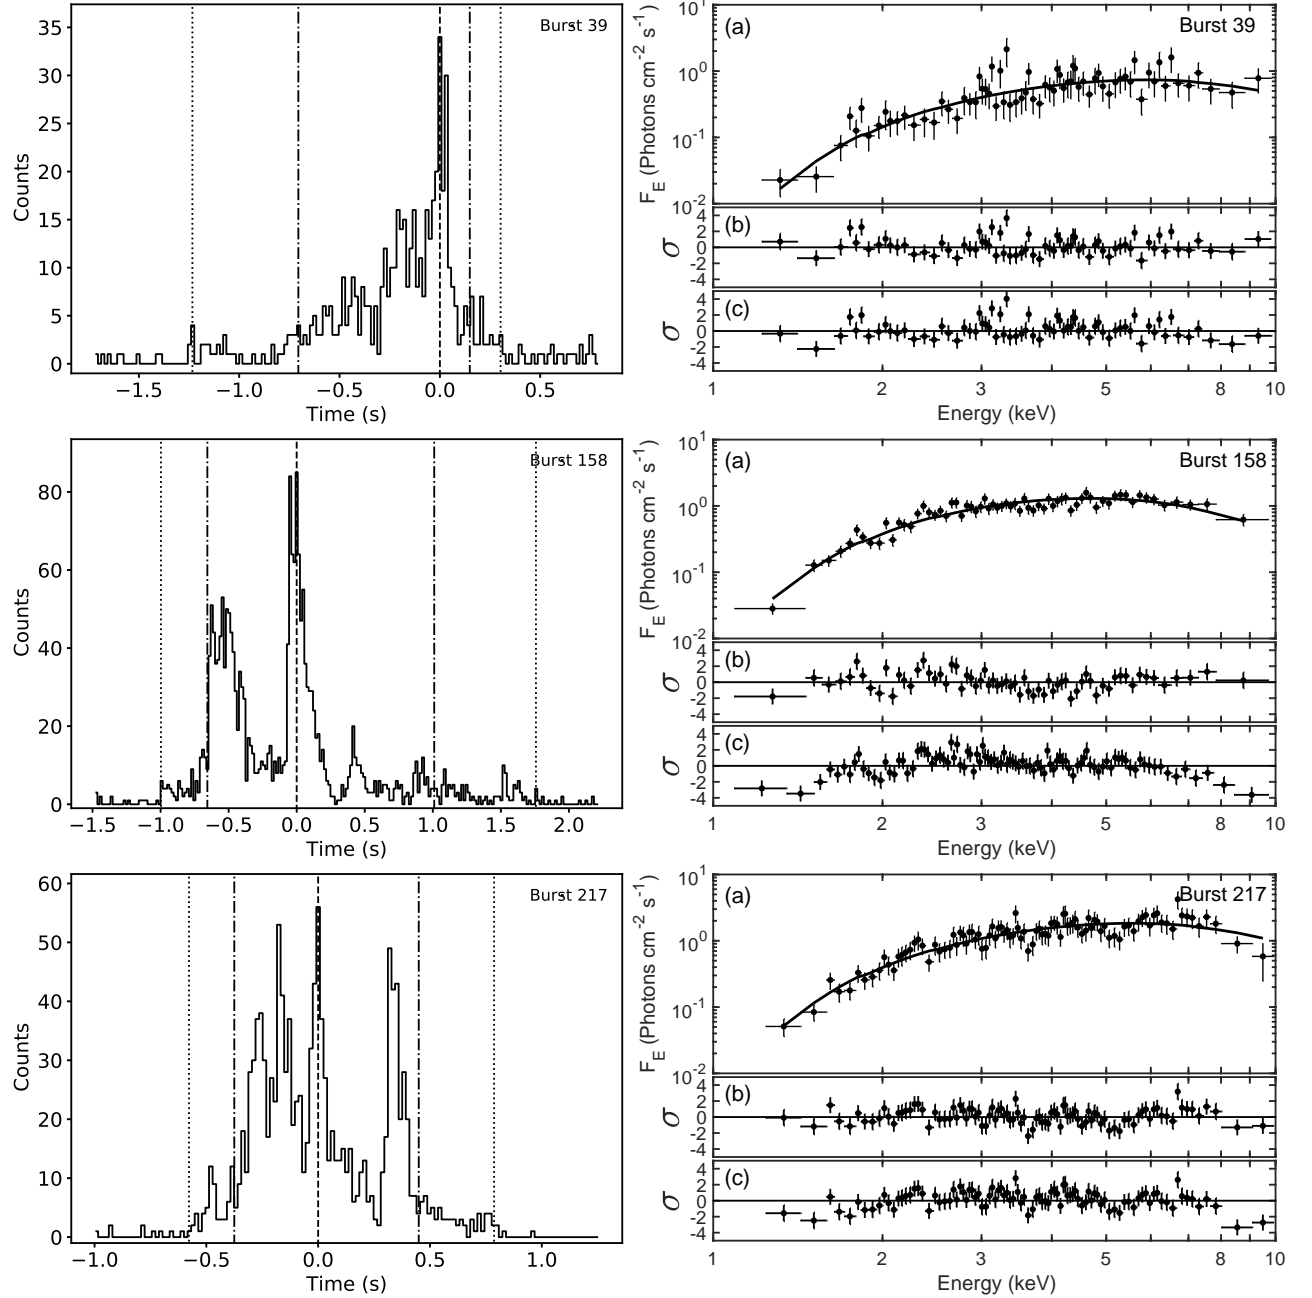 35
30
25
20
15
10
5
0
Counts
Burst 39
−1.5 −1.0 −0.5 0.0 0.5
Time (s)
(a) Burst 39
10^1
10^0
10^-1
10^-2
F_E (Photons cm^-2 s^-1)
(b)
4
2
0
-2
-4
σ
(c)
4
2
0
-2
-4
σ
1 2 3 5 8 10
Energy (keV)
80
60
40
20
0
Counts
Burst 158
−1.5 −1.0 −0.5 0.0 0.5 1.0 1.5 2.0
Time (s)
(a) Burst 158
10^1
10^0
10^-1
10^-2
F_E (Photons cm^-2 s^-1)
(b)
4
2
0
-2
-4
σ
(c)
4
2
0
-2
-4
σ
1 2 3 5 8 10
Energy (keV)
60
50
40
30
20
10
0
Counts
Burst 217
−1.0 −0.5 0.0 0.5 1.0
Time (s)
(a) Burst 217
10^1
10^0
10^-1
10^-2
F_E (Photons cm^-2 s^-1)
(b)
4
2
0
-2
-4
σ
(c)
4
2
0
-2
-4
σ
1 2 3 5 8 10
Energy (keV)